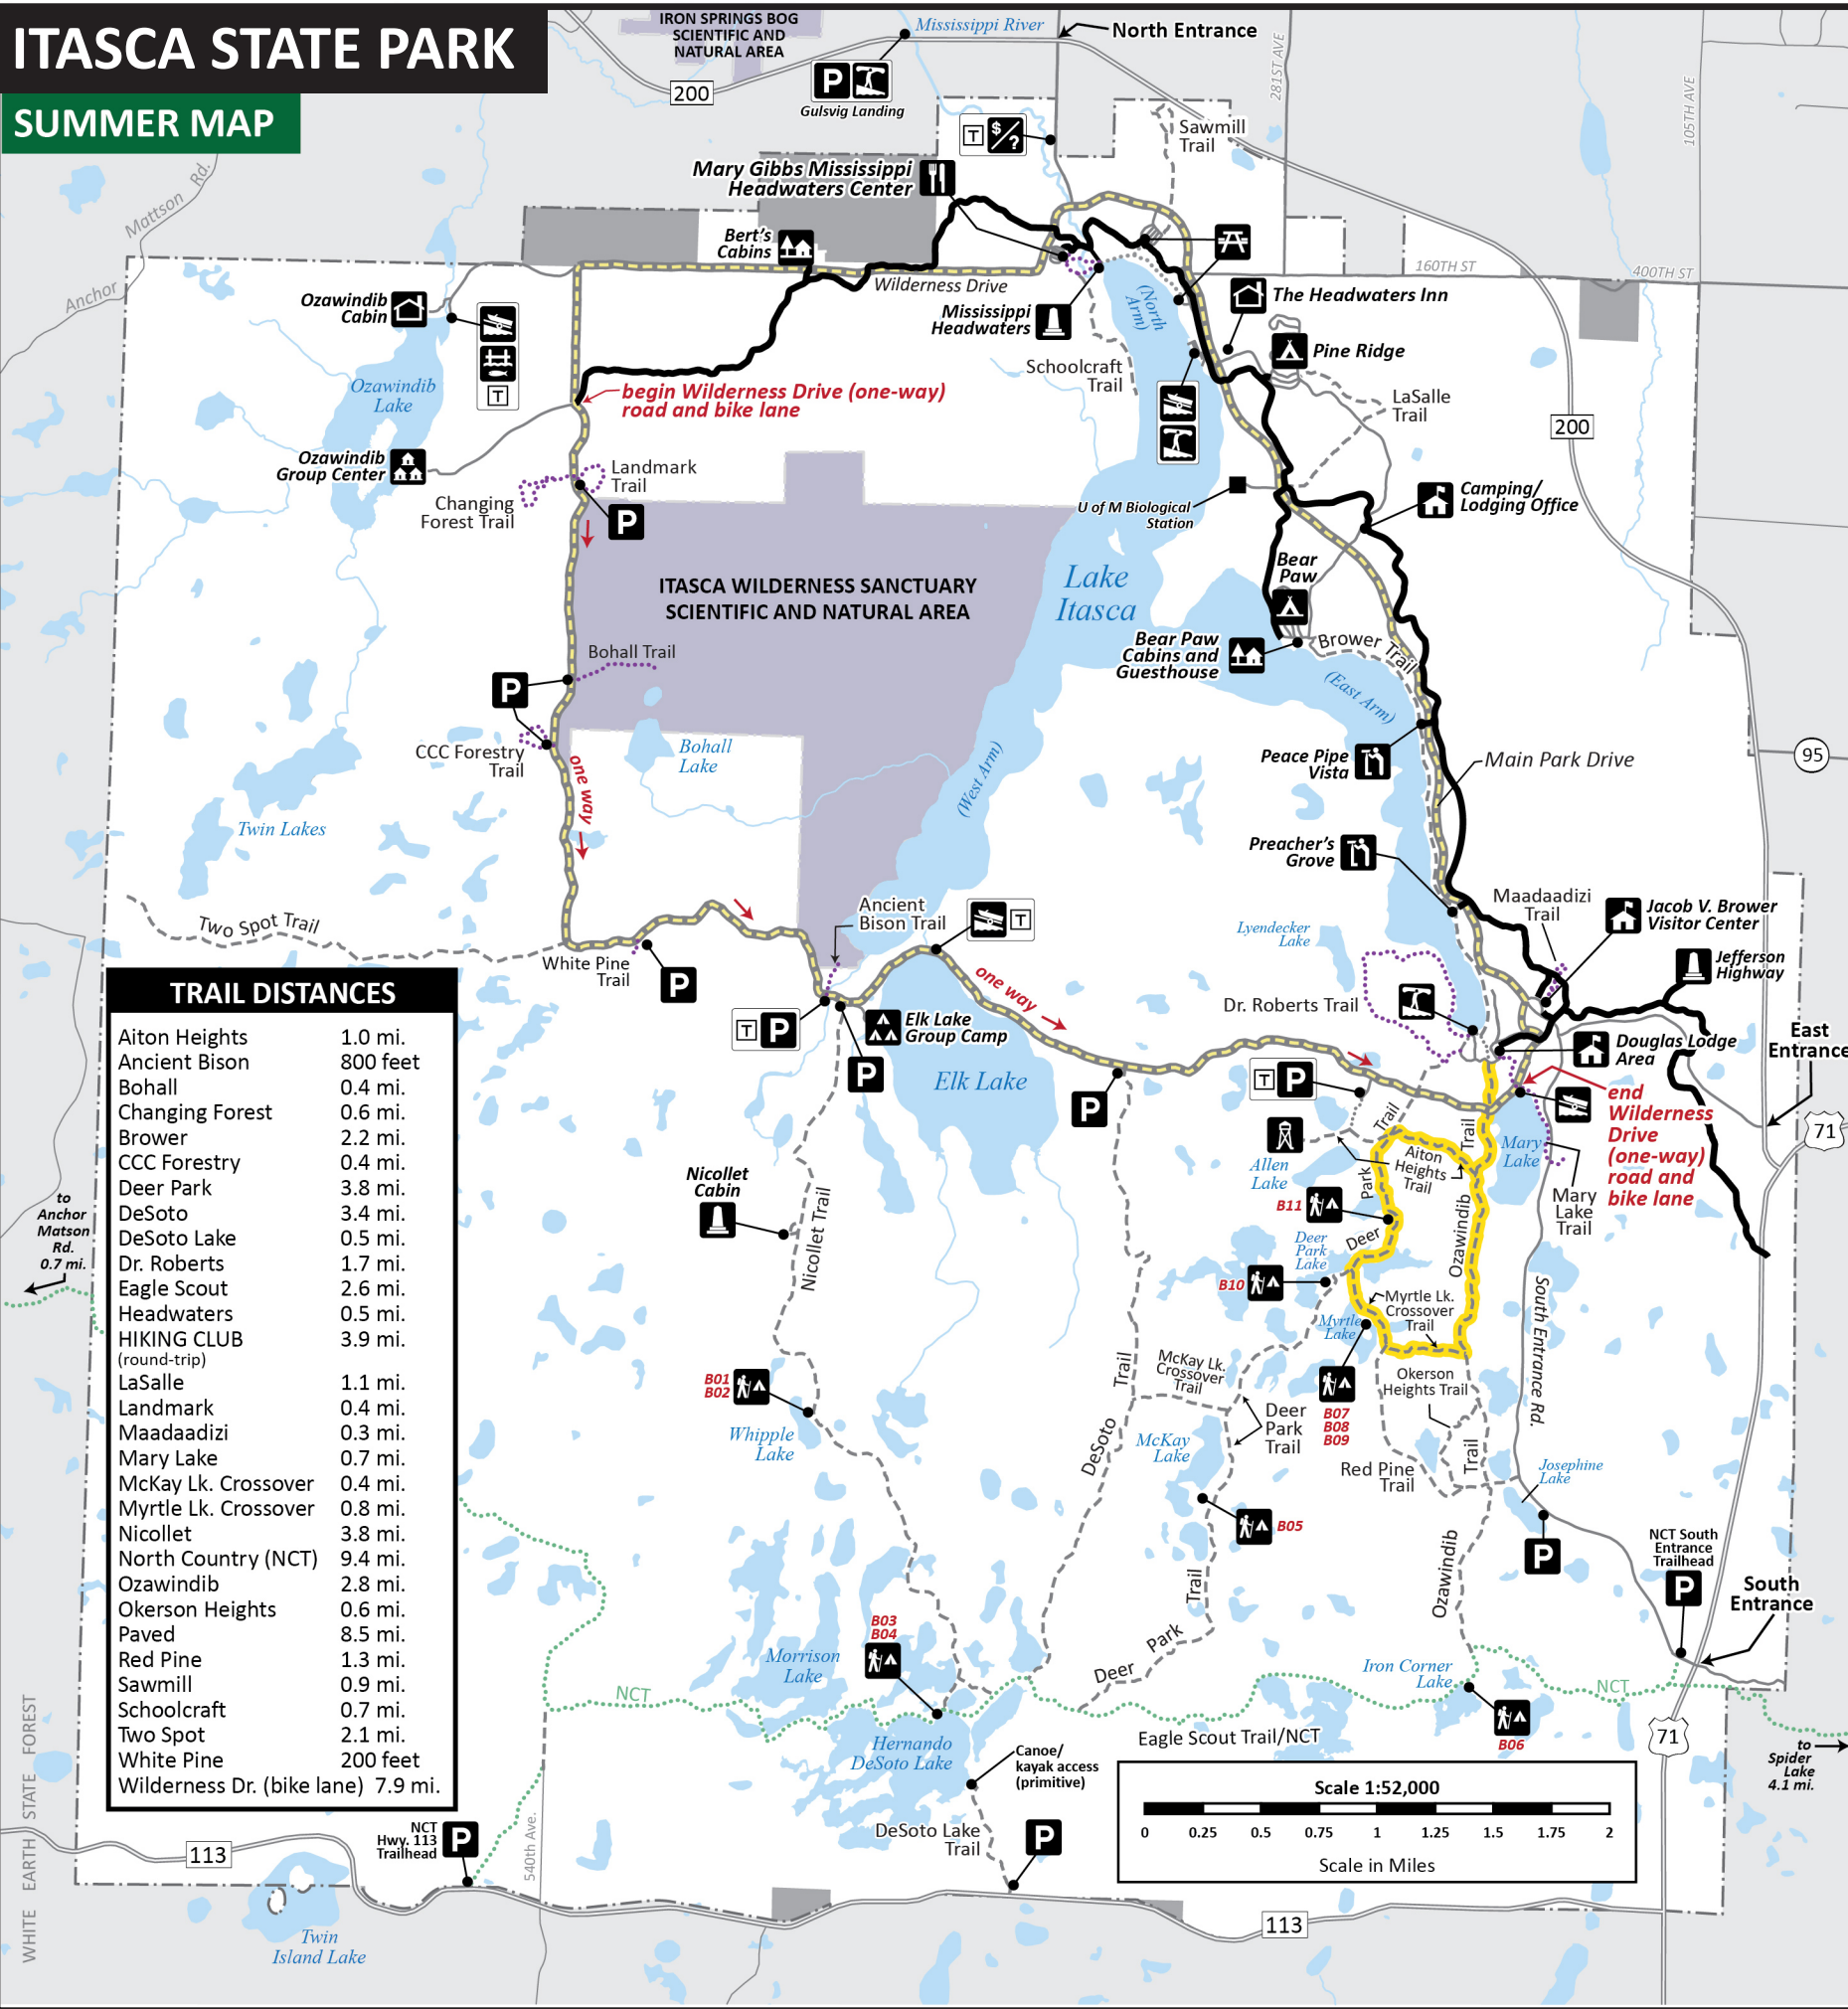 ITASCA STATE PARK
SUMMER MAP
IRON SPRINGS BOG
SCIENTIFIC AND
NATURAL AREA
Mississippi River
North Entrance
200
P
Gulsvig Landing
281ST AVE
105TH AVE
T
$/?
Sawmill
Trail
Mattson Rd.
Anchor
Mary Gibbs Mississippi
Headwaters Center
Bert's
Cabins
Wilderness Drive
160TH ST
400TH ST
Ozawindib
Cabin
T
Mississippi
Headwaters
(North
Arm)
The Headwaters Inn
Pine Ridge
Schoolcraft
Trail
LaSalle
Trail
Ozawindib
Lake
begin Wilderness Drive (one-way)
road and bike lane
200
Ozawindib
Group Center
Landmark
Trail
Changing
Forest Trail
P
U of M Biological
Station
Camping/
Lodging Office
ITASCA WILDERNESS SANCTUARY
SCIENTIFIC AND NATURAL AREA
Lake
Itasca
Bear
Paw
Bear Paw
Cabins and
Guesthouse
Brower Trail
(East Arm)
Bohall Trail
P
CCC Forestry
Trail
Bohall
Lake
one way
(West Arm)
Peace Pipe
Vista
Main Park Drive
95
Twin Lakes
Preacher's
Grove
Two Spot Trail
Ancient
Bison Trail
T
Maadaadizi
Trail
Jacob V. Brower
Visitor Center
Lyendecker
Lake
Jefferson
Highway
White Pine
Trail
P
one way
Dr. Roberts Trail
T
P
Elk Lake
Group Camp
P
Elk Lake
P
T
P
Douglas Lodge
Area
East
Entrance
71
end
Wilderness
Drive
(one-way)
road and
bike lane
Trail
Trail
Aiton
Heights
Trail
Allen
Lake
Park
Mary
Lake
Mary
Lake
Trail
B11
Deer
Deer
Park
Lake
Ozawindib
B10
Myrtle Lk.
Crossover
Trail
Myrtle
Lake
South Entrance Rd.
Nicollet
Cabin
Nicollet Trail
TRAIL DISTANCES
Aiton Heights 1.0 mi.
Ancient Bison 800 feet
Bohall 0.4 mi.
Changing Forest 0.6 mi.
Brower 2.2 mi.
CCC Forestry 0.4 mi.
Deer Park 3.8 mi.
DeSoto 3.4 mi.
DeSoto Lake 0.5 mi.
Dr. Roberts 1.7 mi.
Eagle Scout 2.6 mi.
Headwaters 0.5 mi.
HIKING CLUB 3.9 mi.
(round-trip)
LaSalle 1.1 mi.
Landmark 0.4 mi.
Maadaadizi 0.3 mi.
Mary Lake 0.7 mi.
McKay Lk. Crossover 0.4 mi.
Myrtle Lk. Crossover 0.8 mi.
Nicollet 3.8 mi.
North Country (NCT) 9.4 mi.
Ozawindib 2.8 mi.
Okerson Heights 0.6 mi.
Paved 8.5 mi.
Red Pine 1.3 mi.
Sawmill 0.9 mi.
Schoolcraft 0.7 mi.
Two Spot 2.1 mi.
White Pine 200 feet
Wilderness Dr. (bike lane) 7.9 mi.
to
Anchor
Matson
Rd.
0.7 mi.
B01
B02
Whipple
Lake
McKay Lk.
Crossover
Trail
Trail
DeSoto
B07
B08
B09
Okerson
Heights Trail
Deer
Park
Trail
McKay
Lake
Red Pine
Trail
Trail
Josephine
Lake
B05
P
NCT South
Entrance
Trailhead
P
South
Entrance
Trail
Ozawindib
Park
Deer
B03
B04
Morrison
Lake
NCT
Iron Corner
Lake
NCT
B06
Eagle Scout Trail/NCT
71
to
Spider
Lake
4.1 mi.
Hernando
DeSoto Lake
Canoe/
kayak access
(primitive)
DeSoto Lake
Trail
P
Scale 1:52,000
0 0.25 0.5 0.75 1 1.25 1.5 1.75 2
Scale in Miles
WHITE EARTH STATE FOREST
113
NCT
Hwy. 113
Trailhead
P
540th Ave.
113
Twin
Island Lake